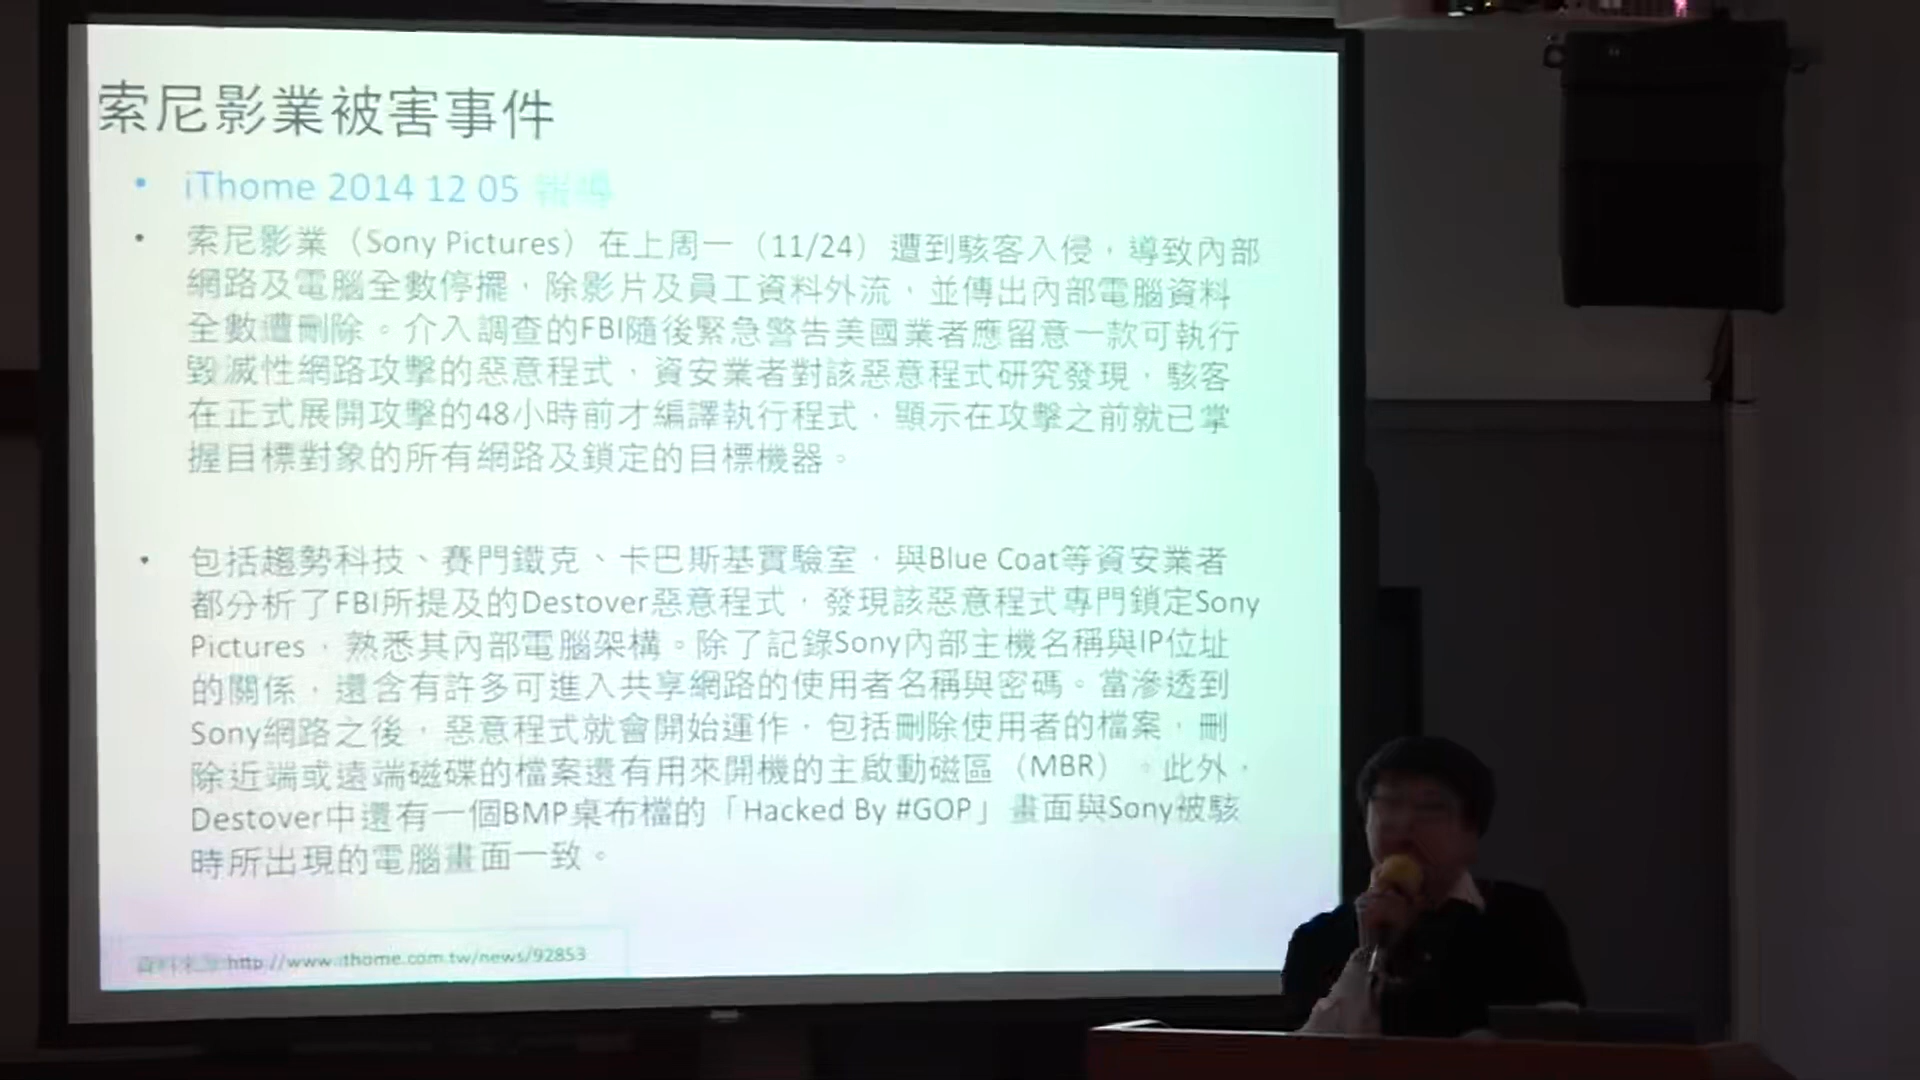 索尼影業被害事件
• iThome 2014 12 05 報導
• 索尼影業（Sony Pictures）在上周一（11/24）遭到駭客入侵，導致內部
網路及電腦全數停擺，除影片及員工資料外流，並傳出內部電腦資料
全數遭刪除。介入調查的FBI隨後緊急警告美國業者應留意一款可執行
毀滅性網路攻擊的惡意程式，資安業者對該惡意程式研究發現，駭客
在正式展開攻擊的48小時前才編譯執行程式，顯示在攻擊之前就已掌
握目標對象的所有網路及鎖定的目標機器。
• 包括趨勢科技、賽門鐵克、卡巴斯基實驗室，與Blue Coat等資安業者
都分析了FBI所提及的Destover惡意程式，發現該惡意程式專門鎖定Sony
Pictures，熟悉其內部電腦架構。除了記錄Sony內部主機名稱與IP位址
的關係，還含有許多可進入共享網路的使用者名稱與密碼。當滲透到
Sony網路之後，惡意程式就會開始運作，包括刪除使用者的檔案，刪
除近端或遠端磁碟的檔案還有用來開機的主啟動磁區（MBR）。此外，
Destover中還有一個BMP桌布檔的「Hacked By #GOP」畫面與Sony被駭
時所出現的電腦畫面一致。
資料來源:http://www.ithome.com.tw/news/92853